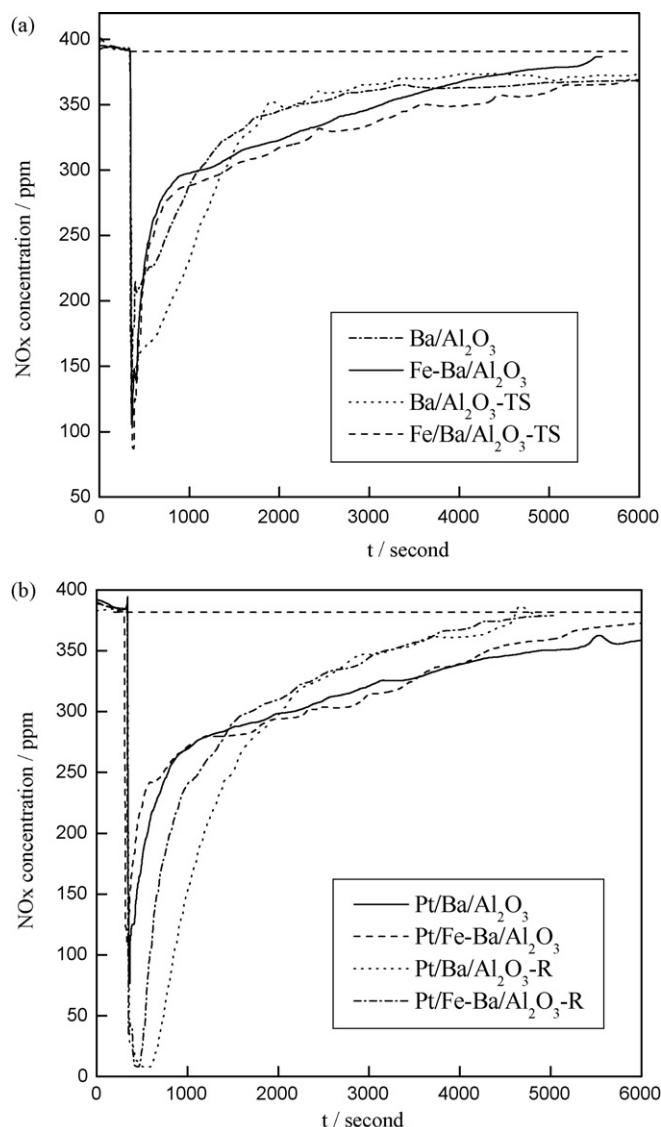 (a)
400
350
300
250
200
150
100
50
NOx concentration / ppm
Ba/Al₂O₃
Fe-Ba/Al₂O₃
Ba/Al₂O₃-TS
Fe/Ba/Al₂O₃-TS
0 1000 2000 3000 4000 5000 6000
t / second
(b)
400
350
300
250
200
150
100
50
0
NOx concentration / ppm
Pt/Ba/Al₂O₃
Pt/Fe-Ba/Al₂O₃
Pt/Ba/Al₂O₃-R
Pt/Fe-Ba/Al₂O₃-R
0 1000 2000 3000 4000 5000 6000
t / second